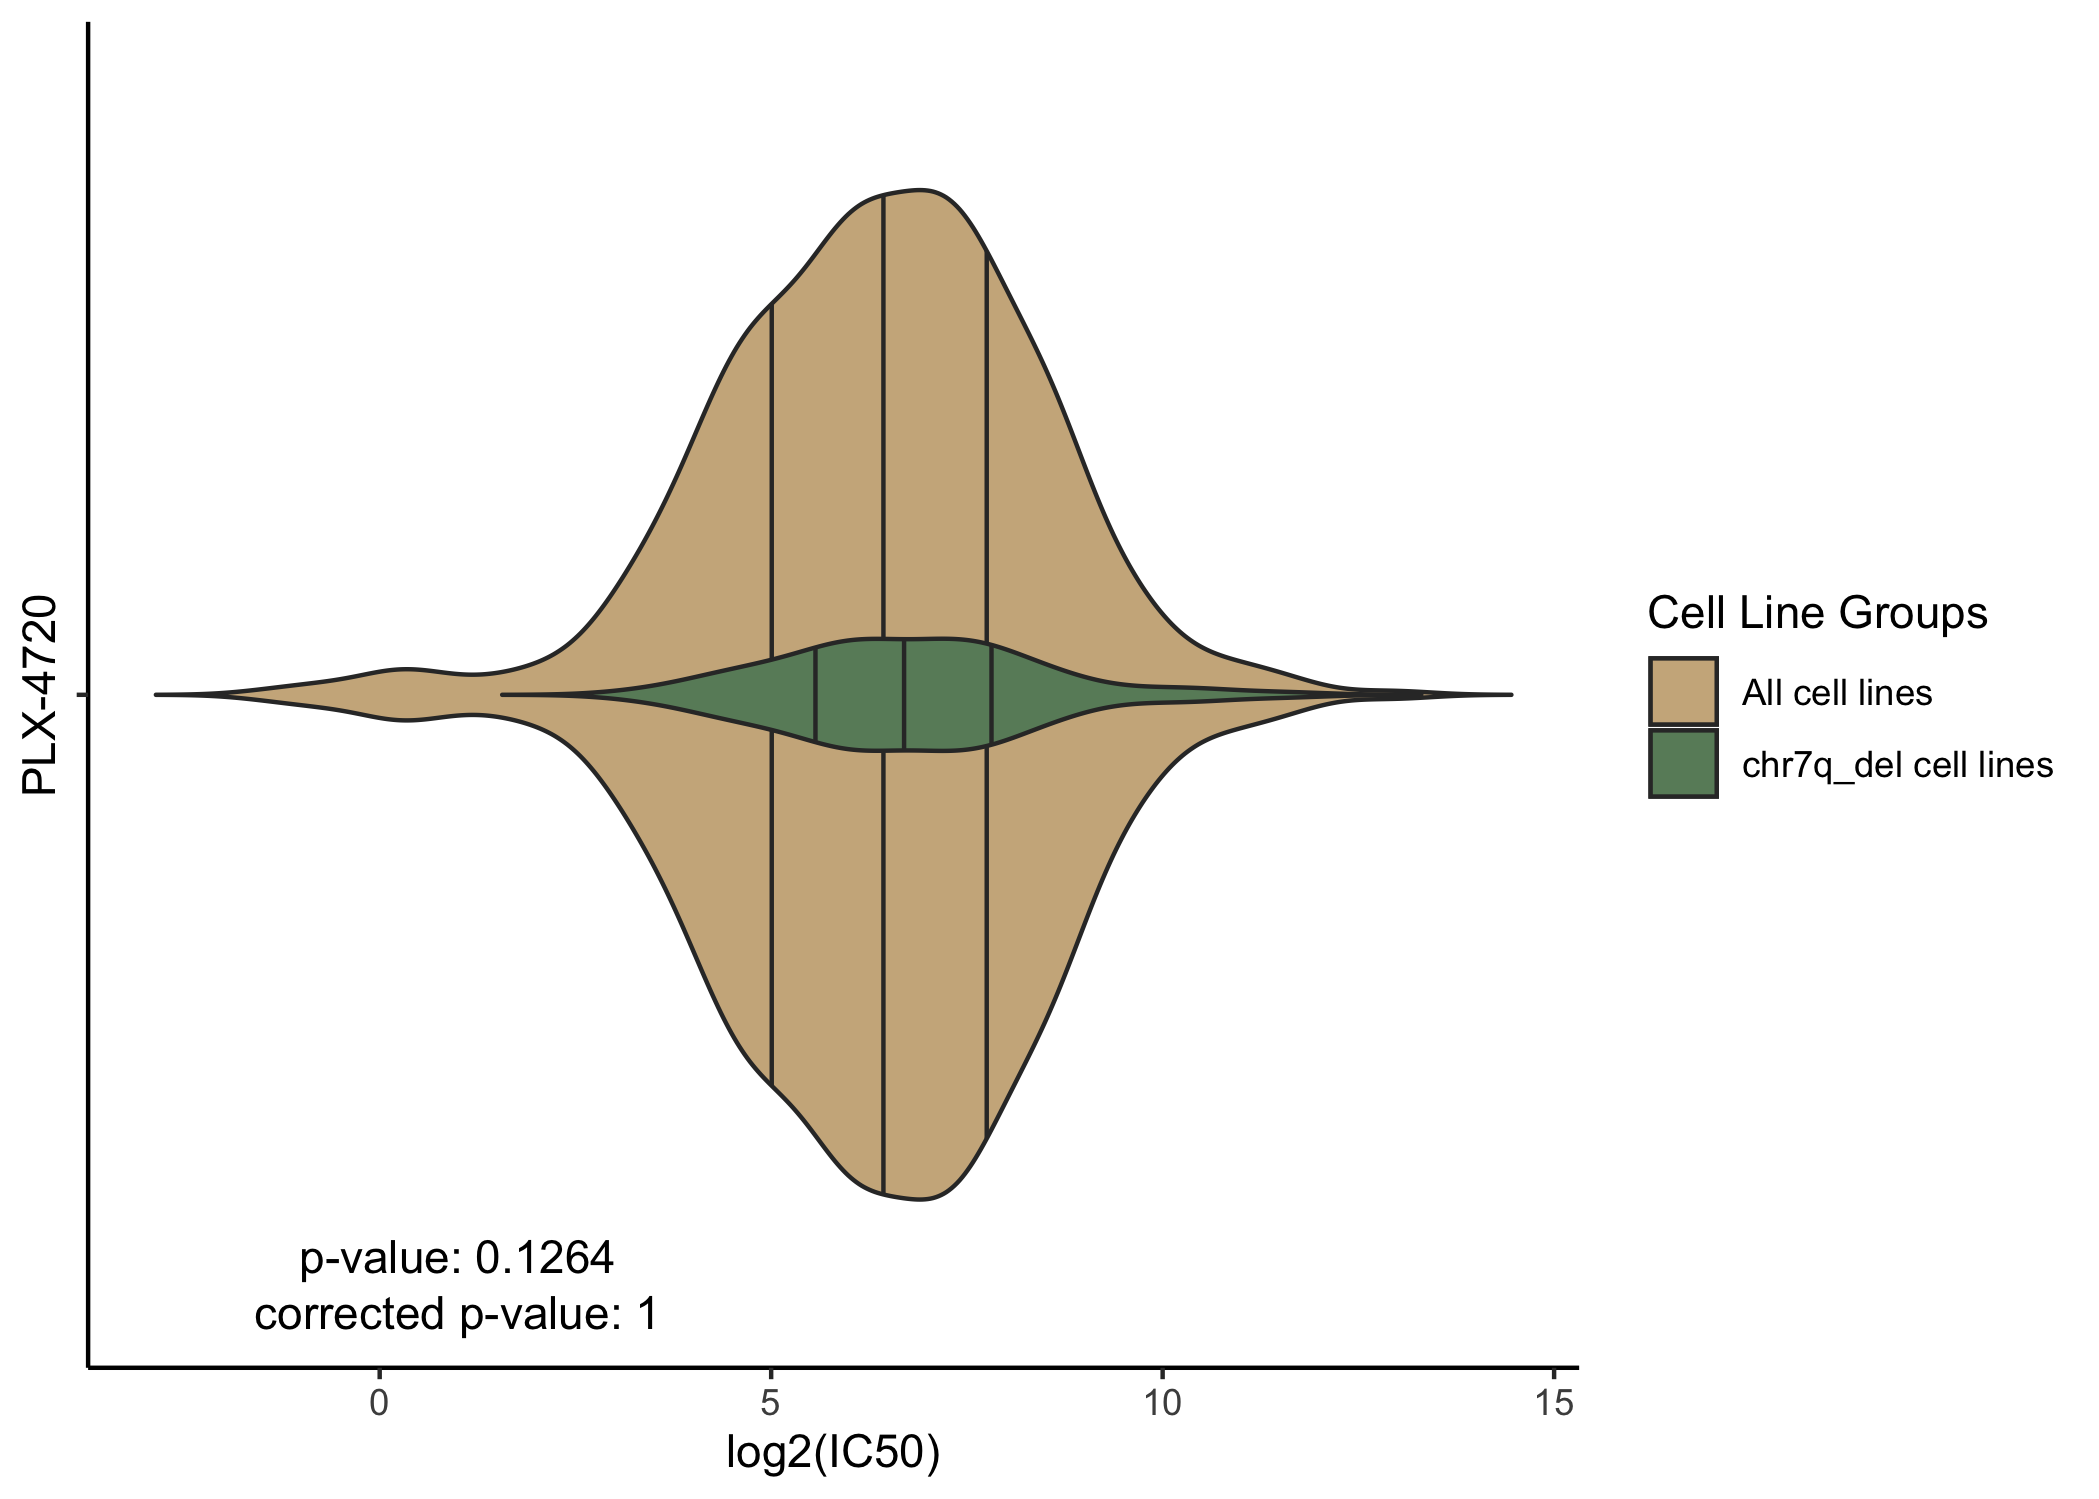 PLX-4720
p-value: 0.1264
corrected p-value: 1
0 5 10 15
log2(IC50)
Cell Line Groups
All cell lines
chr7q_del cell lines